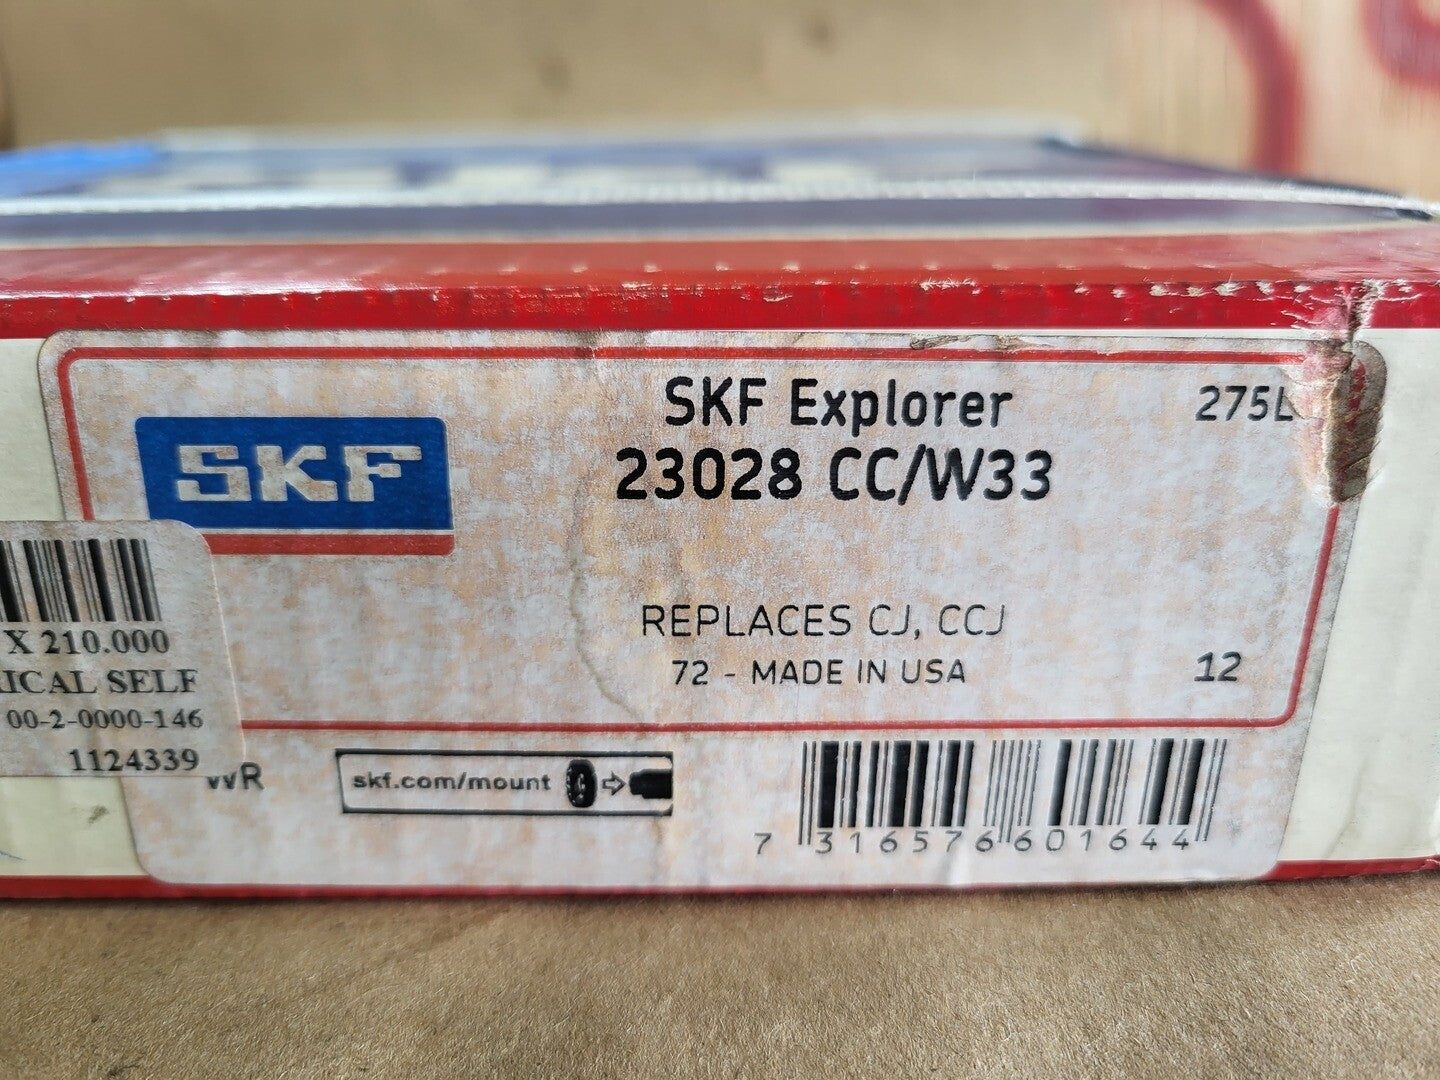 SKF Explorer
275L
23028 CC/W33
SKF
REPLACES CJ, CCJ
72 - MADE IN USA
12
X 210.000
SELF
00-2-0000-146
1124339
WR
skf.com/mount
7 316576 601644